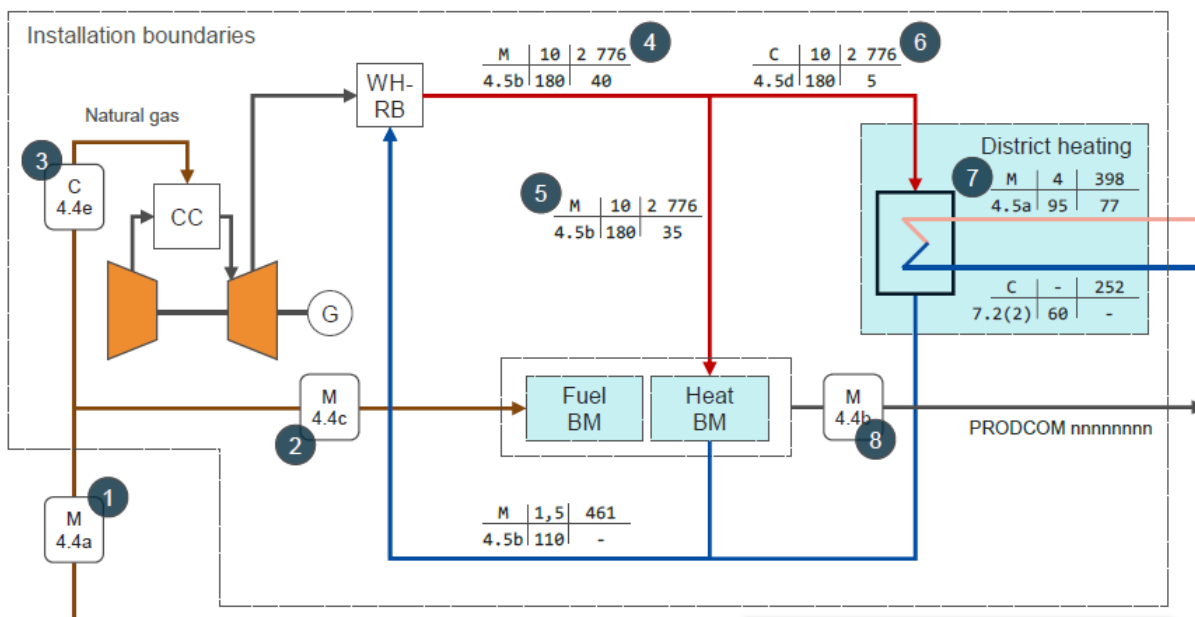 Installation boundaries
M 10 2 776
4.5b 180 40
4
C 10 2 776
4.5d 180 5
6
WH-
RB
Natural gas
3
C
4.4e
CC
G
District heating
7
M 4 398
4.5a 95 77
5
M 10 2 776
4.5b 180 35
C - 252
7.2(2) 60 -
M
4.4c
2
Fuel
BM
Heat
BM
M
4.4b
8
PRODCOM nnnnnnnn
1
M
4.4a
M 1,5 461
4.5b 110 -